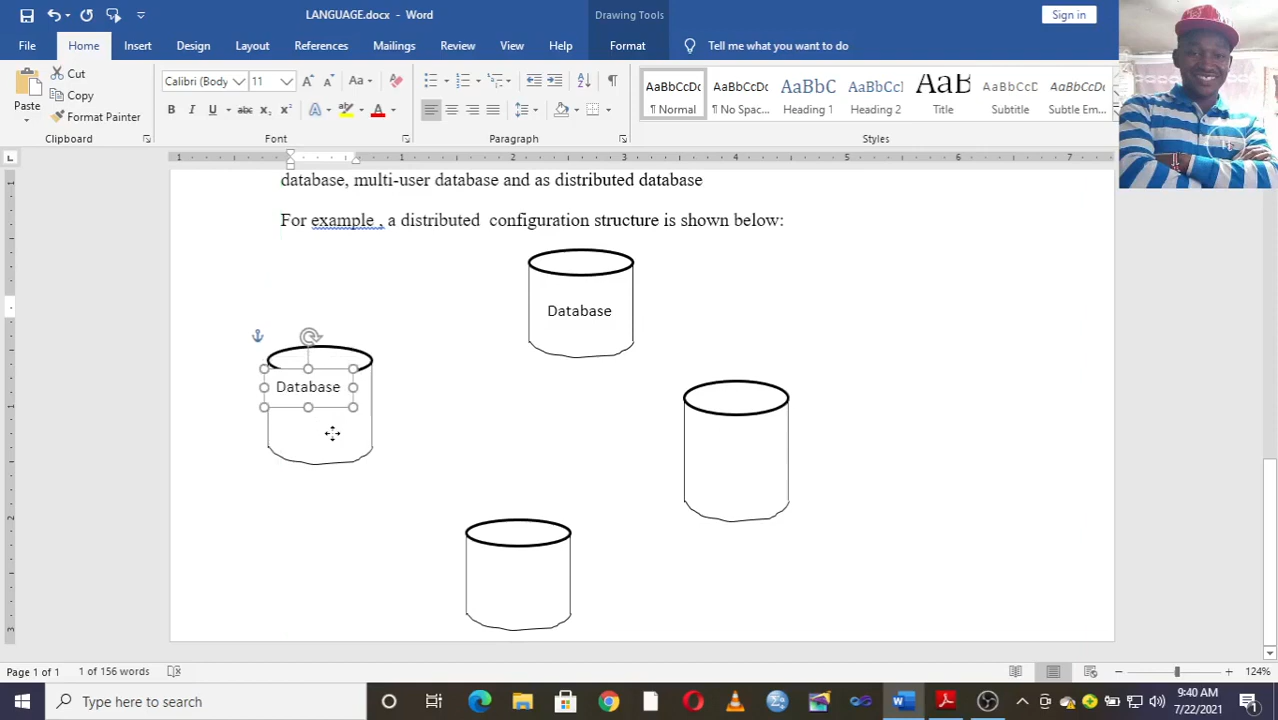 LANGUAGE.docx - Word
Drawing Tools
Sign in
File
Home
Insert
Design
Layout
References
Mailings
Review
View
Help
Format
Tell me what you want to do
Paste
Cut
Copy
Format Painter
Clipboard
Calibri (Body
11
Font
Paragraph
AaBbCcDc
¶ Normal
AaBbCcDc
¶ No Spac...
AaBbC
Heading 1
AaBbCcI
Heading 2
AaB
Title
AaBbCcD
Subtitle
AaBbCcDc
Subtle Em...
Styles
database, multi-user database and as distributed database
For example , a distributed  configuration structure is shown below:
Database
Database
Page 1 of 1
1 of 156 words
124%
Type here to search
9:40 AM
7/22/2021